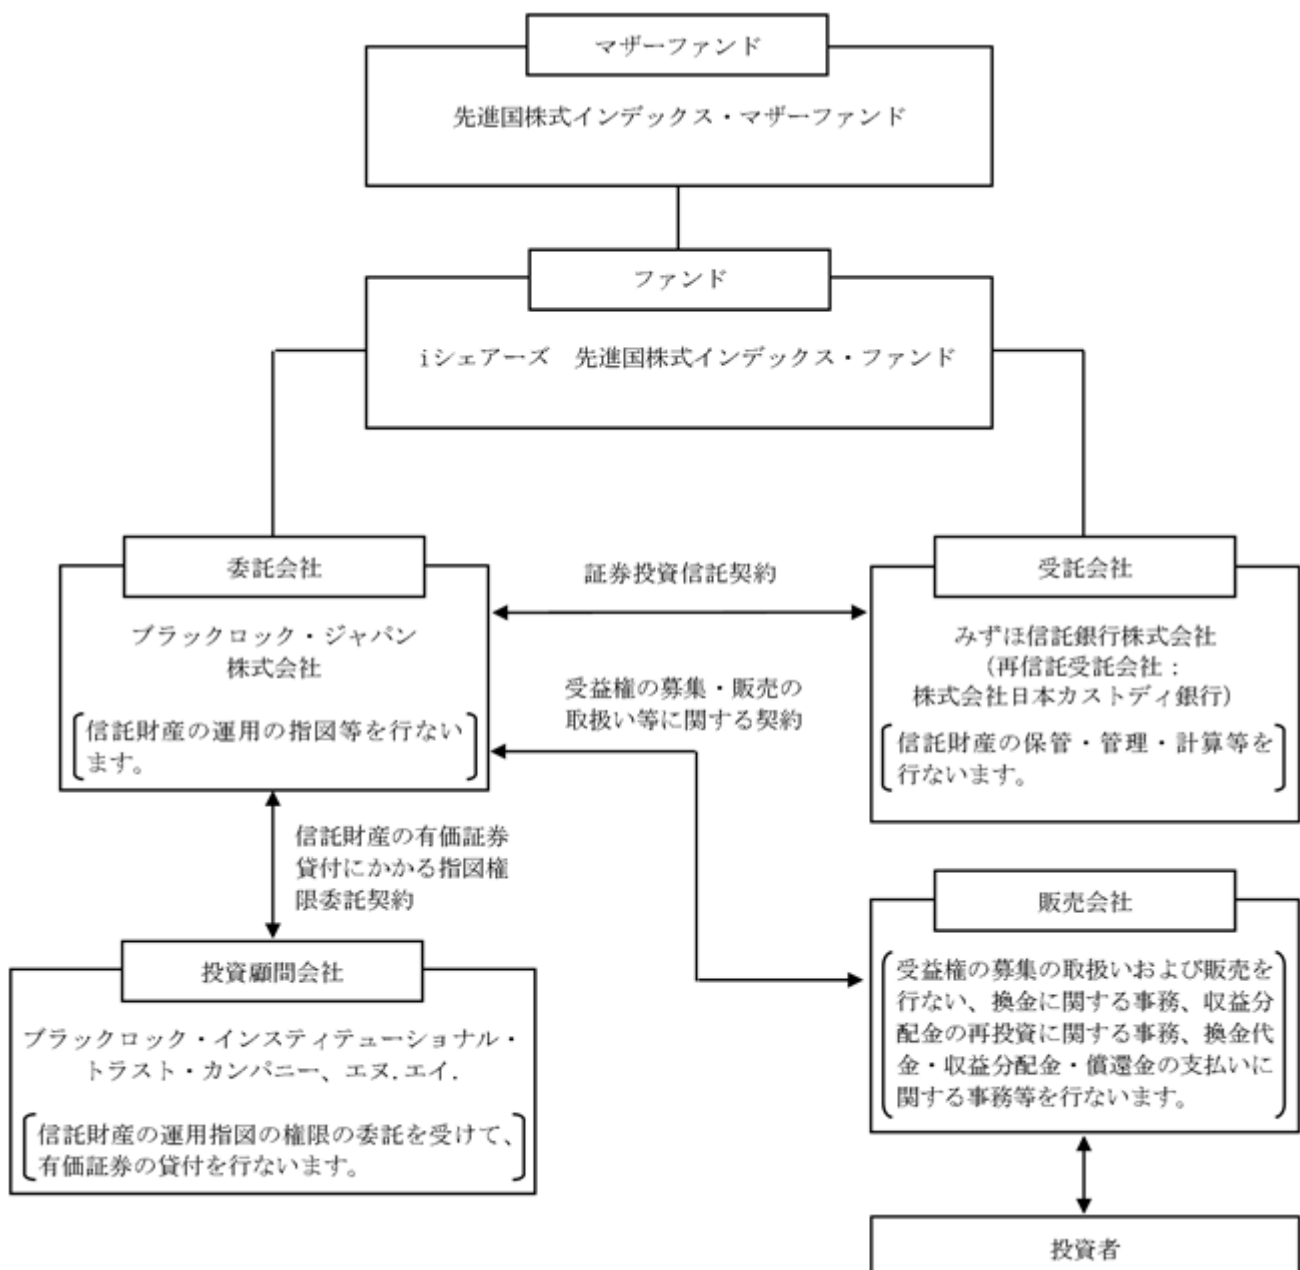 マザーファンド
先進国株式インデックス・マザーファンド
ファンド
iシェアーズ　先進国株式インデックス・ファンド
委託会社
ブラックロック・ジャパン
株式会社
信託財産の運用の指図等を行ない
ます。
証券投資信託契約
受益権の募集・販売の
取扱い等に関する契約
受託会社
みずほ信託銀行株式会社
（再信託受託会社：
株式会社日本カストディ銀行）
信託財産の保管・管理・計算等を
行ないます。
信託財産の有価証券
貸付にかかる指図権
限委託契約
投資顧問会社
ブラックロック・インスティテューショナル・
トラスト・カンパニー、エヌ.エイ.
信託財産の運用指図の権限の委託を受けて、
有価証券の貸付を行ないます。
販売会社
受益権の募集の取扱いおよび販売を
行ない、換金に関する事務、収益分
配金の再投資に関する事務、換金代
金・収益分配金・償還金の支払いに
関する事務等を行ないます。
投資者